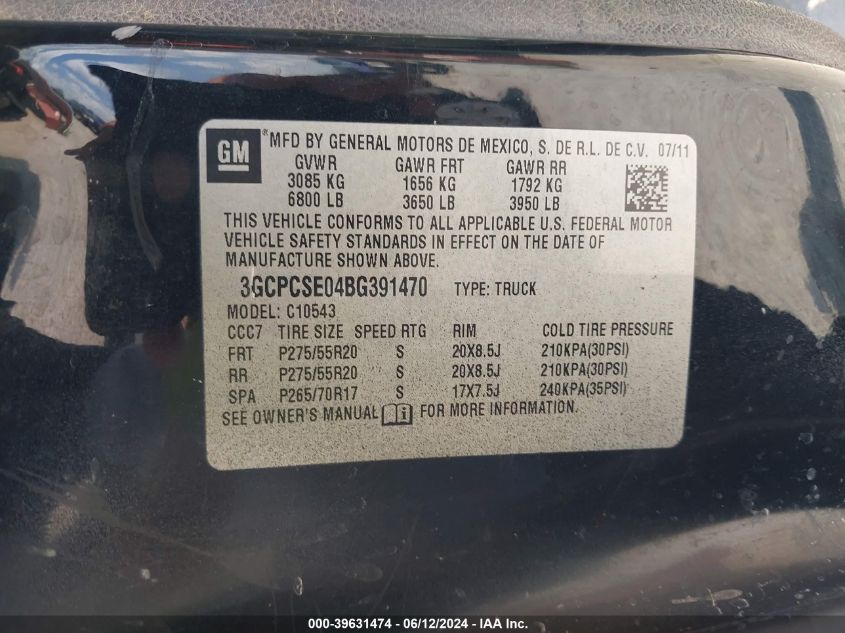 GM ®MFD BY GENERAL MOTORS DE MEXICO, S. DE R.L. DE C.V. 07/11
GVWR GAWR FRT GAWR RR
3085 KG 1656 KG 1792 KG
6800 LB 3650 LB 3950 LB
THIS VEHICLE CONFORMS TO ALL APPLICABLE U.S. FEDERAL MOTOR
VEHICLE SAFETY STANDARDS IN EFFECT ON THE DATE OF
MANUFACTURE SHOWN ABOVE.
3GCPCSE04BG391470 TYPE: TRUCK
MODEL: C10543
CCC7 TIRE SIZE SPEED RTG RIM COLD TIRE PRESSURE
FRT P275/55R20 S 20X8.5J 210KPA(30PSI)
RR P275/55R20 S 20X8.5J 210KPA(30PSI)
SPA P265/70R17 S 17X7.5J 240KPA(35PSI)
SEE OWNER'S MANUAL FOR MORE INFORMATION.
000-39631474 - 06/12/2024 - IAA Inc.